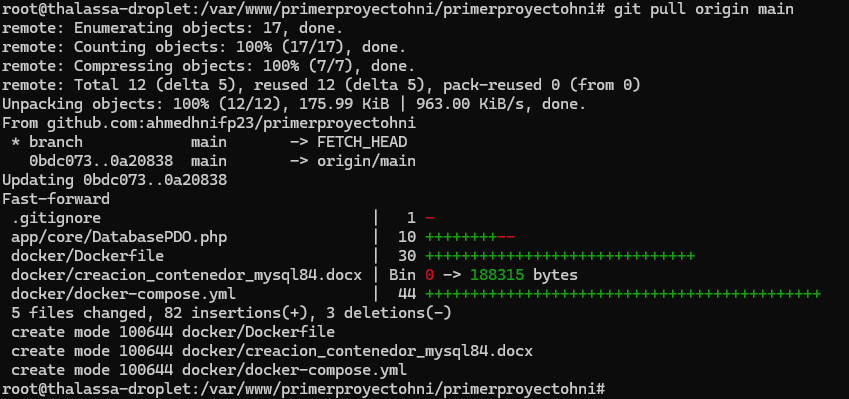 root@thalassa-droplet:/var/www/primerproyectohni/primerproyectohni# git pull origin main
remote: Enumerating objects: 17, done.
remote: Counting objects: 100% (17/17), done.
remote: Compressing objects: 100% (7/7), done.
remote: Total 12 (delta 5), reused 12 (delta 5), pack-reused 0 (from 0)
Unpacking objects: 100% (12/12), 175.99 KiB | 963.00 KiB/s, done.
From github.com:ahmedhnifp23/primerproyectohni
 * branch            main       -> FETCH_HEAD
   0bdc073..0a20838  main       -> origin/main
Updating 0bdc073..0a20838
Fast-forward
 .gitignore                              |   1 -
 app/core/DatabasePDO.php                |  10 ++++++++--
 docker/Dockerfile                       |  30 ++++++++++++++++++++++++++++++
 docker/creacion_contenedor_mysql84.docx | Bin 0 -> 188315 bytes
 docker/docker-compose.yml               |  44 ++++++++++++++++++++++++++++++++++++++++++++
 5 files changed, 82 insertions(+), 3 deletions(-)
 create mode 100644 docker/Dockerfile
 create mode 100644 docker/creacion_contenedor_mysql84.docx
 create mode 100644 docker/docker-compose.yml
root@thalassa-droplet:/var/www/primerproyectohni/primerproyectohni#